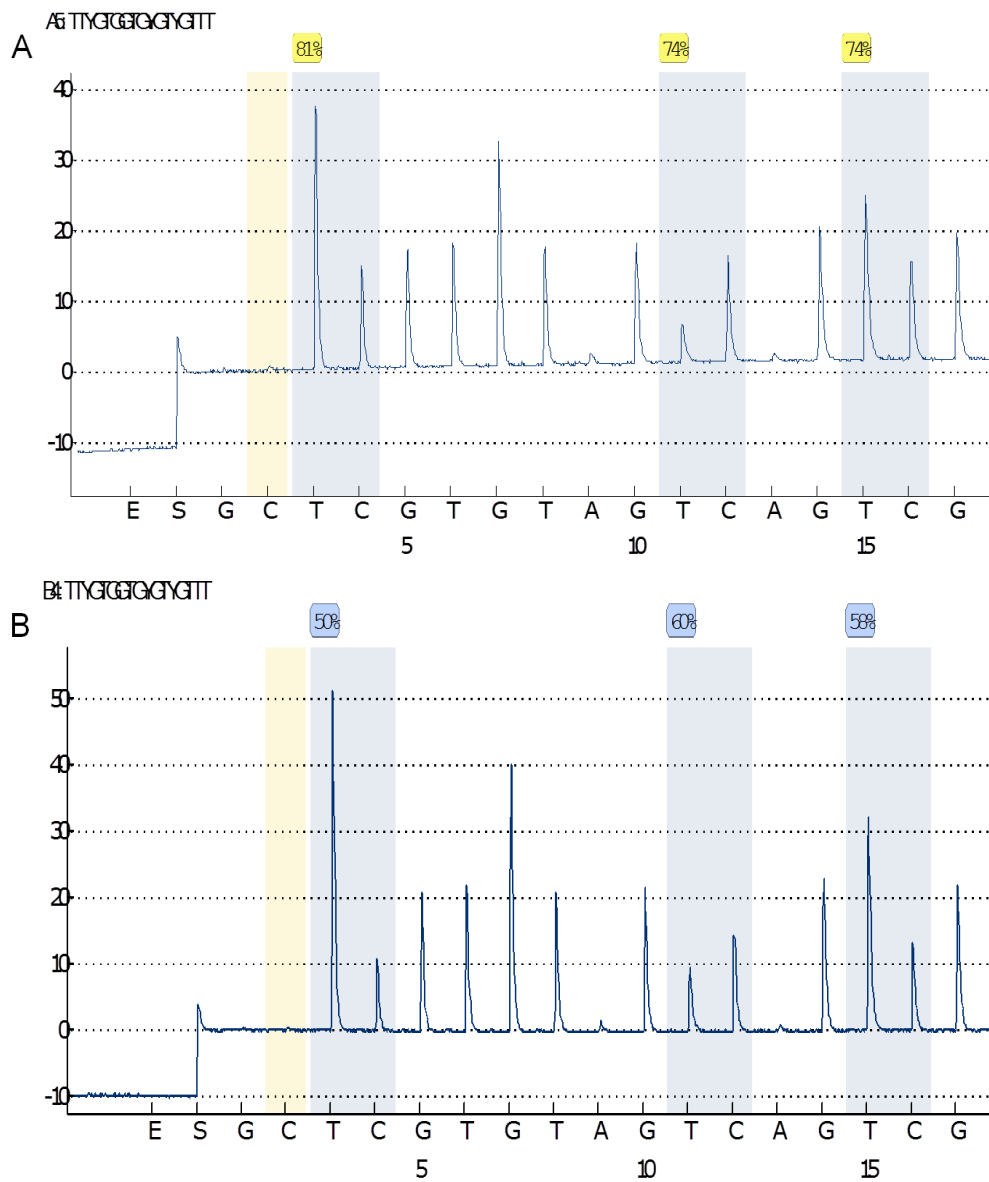 A5: TTYGTGGTGYGTYGTTT
A
81% 74% 74%
40
30
20
10
0
-10
E S G C T C G T G T A G T C A G T C G
5 10 15
B4: TTYGTGGTGYGTYGTTT
B
50% 60% 58%
50
40
30
20
10
0
-10
E S G C T C G T G T A G T C A G T C G
5 10 15